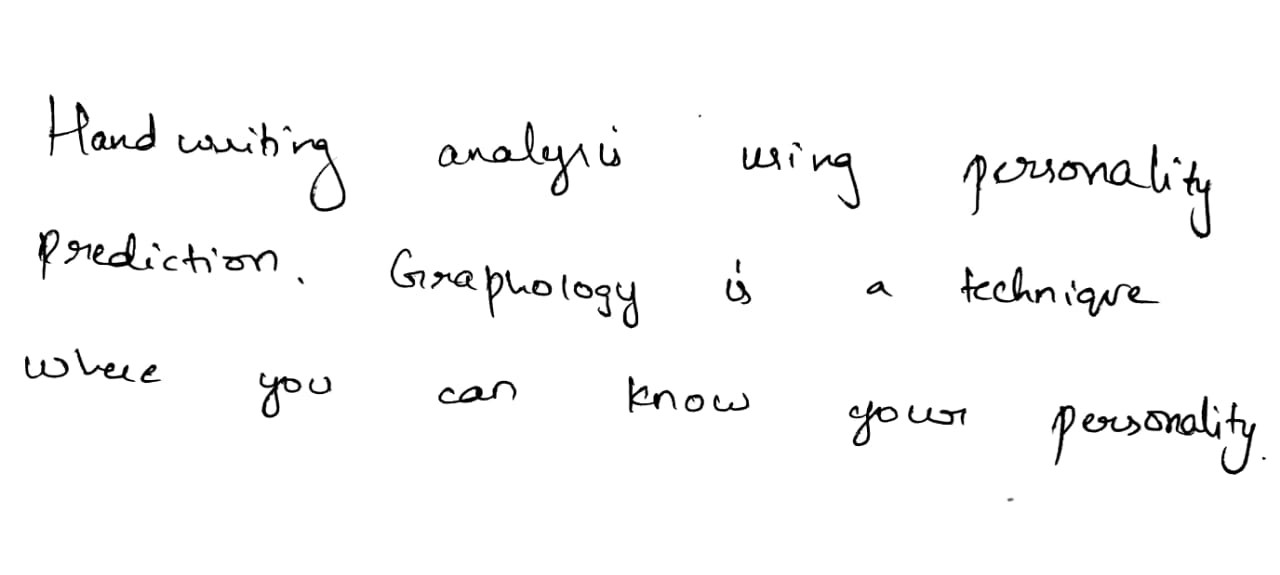 Hand writing analysis using personality
prediction. Graphology is a technique
where you can know your personality.